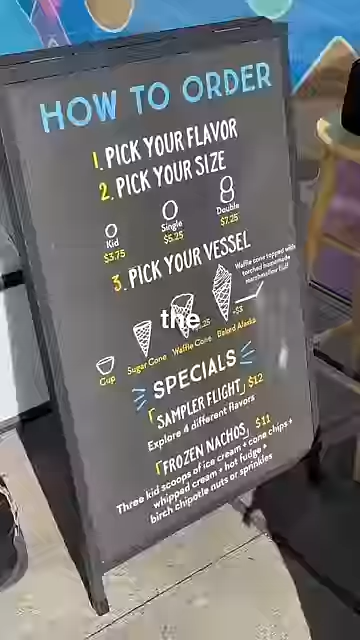 HOW TO ORDER
1. PICK YOUR FLAVOR
2. PICK YOUR SIZE
Kid Single Double
$3.75 $5.25 $7.25
3. PICK YOUR VESSEL
Waffle cone topped with
torched homemade
marshmallow fluff
the
+$3
Cup Sugar Cone Waffle Cone Baked Alaska
SPECIALS
SAMPLER FLIGHT, $12
Explore 4 different flavors
FROZEN NACHOS, $11
Three kid scoops of ice cream + cone chips +
whipped cream + hot fudge +
birch chipotle nuts or sprinkles